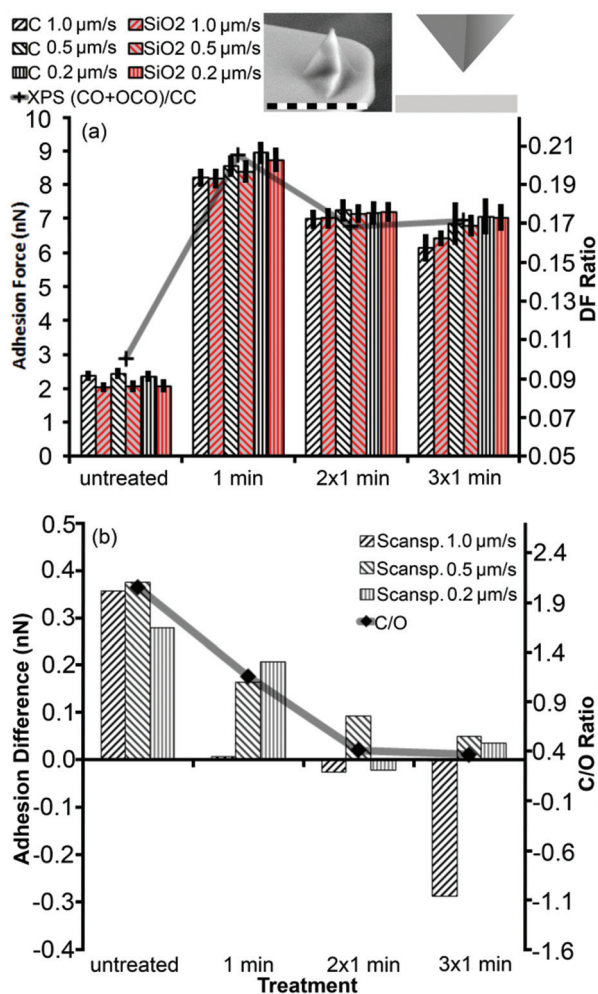 C 1.0 µm/s SiO2 1.0 µm/s
C 0.5 µm/s SiO2 0.5 µm/s
C 0.2 µm/s SiO2 0.2 µm/s
XPS (CO+OCO)/CC
(a)
10
9
8
7
6
5
4
3
2
1
0
Adhesion Force (nN)
0.21
0.19
0.17
0.15
0.13
0.11
0.09
0.07
0.05
DF Ratio
untreated 1 min 2x1 min 3x1 min
(b)
Scansp. 1.0 µm/s
Scansp. 0.5 µm/s
Scansp. 0.2 µm/s
C/O
0.5
0.4
0.3
0.2
0.1
0.0
-0.1
-0.2
-0.3
-0.4
Adhesion Difference (nN)
2.4
1.9
1.4
0.9
0.4
-0.1
-0.6
-1.1
-1.6
C/O Ratio
untreated 1 min 2x1 min 3x1 min
Treatment